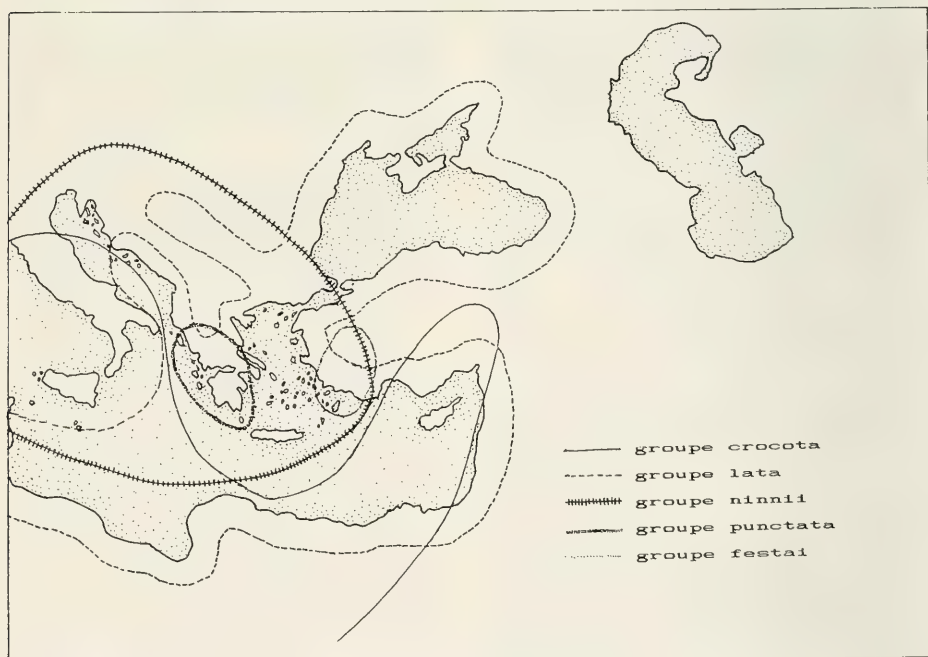 groupe crocota
groupe lata
groupe ninnii
groupe punctata
groupe festai